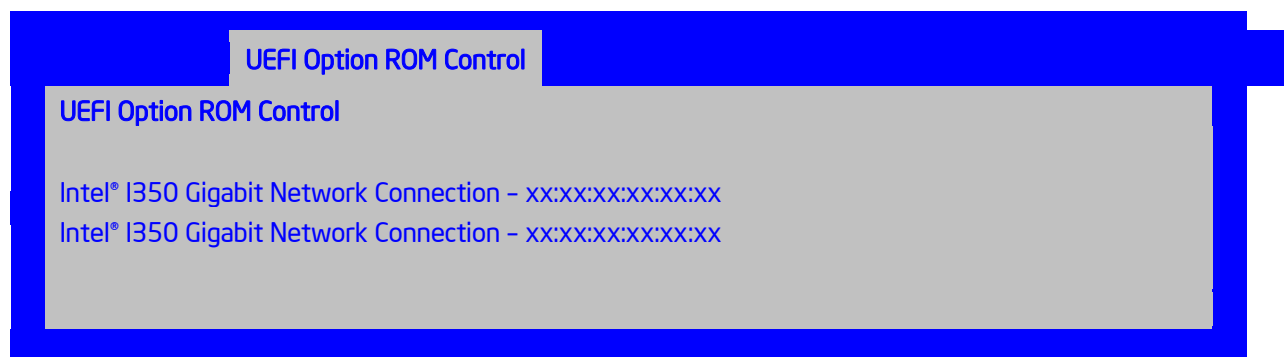 UEFI Option ROM Control
UEFI Option ROM Control
Intel® I350 Gigabit Network Connection – xx:xx:xx:xx:xx:xx
Intel® I350 Gigabit Network Connection – xx:xx:xx:xx:xx:xx